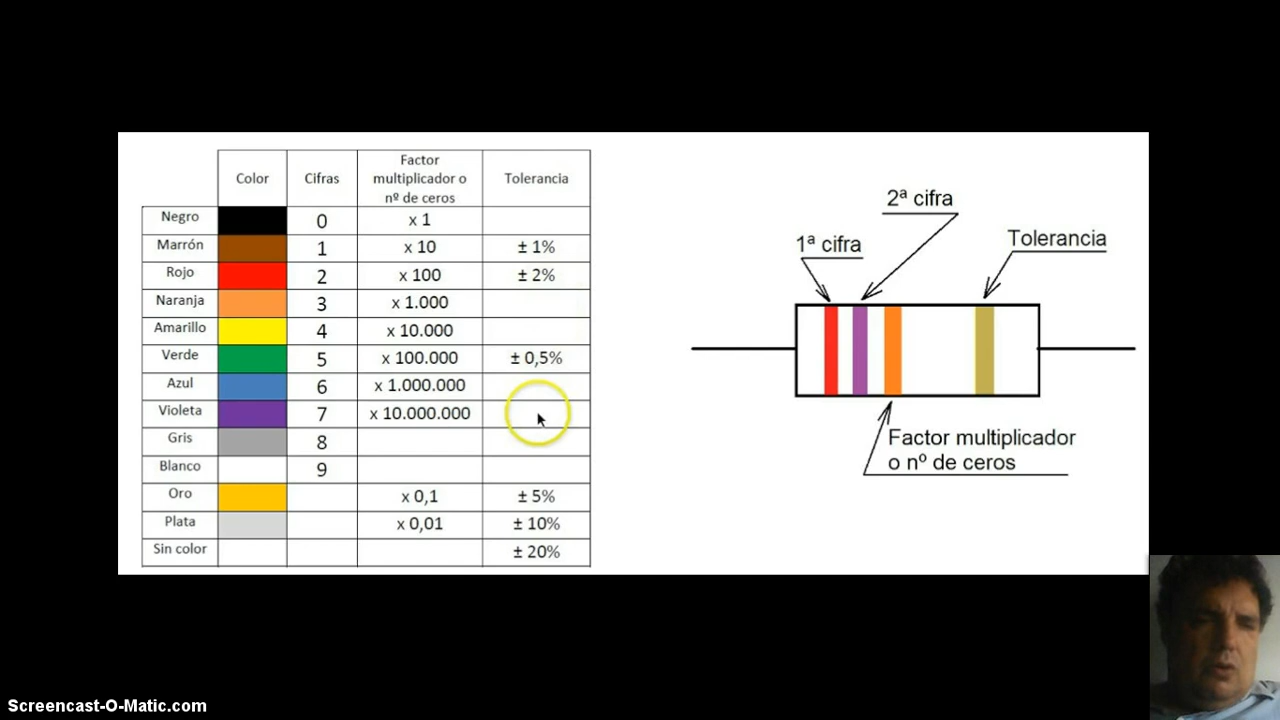 Color Cifras Factor multiplicador o nº de ceros Tolerancia
Negro 0 x 1
Marrón 1 x 10 ± 1%
Rojo 2 x 100 ± 2%
Naranja 3 x 1.000
Amarillo 4 x 10.000
Verde 5 x 100.000 ± 0,5%
Azul 6 x 1.000.000
Violeta 7 x 10.000.000
Gris 8
Blanco 9
Oro x 0,1 ± 5%
Plata x 0,01 ± 10%
Sin color ± 20%
2ª cifra
1ª cifra
Tolerancia
Factor multiplicador
o nº de ceros
Screencast-O-Matic.com